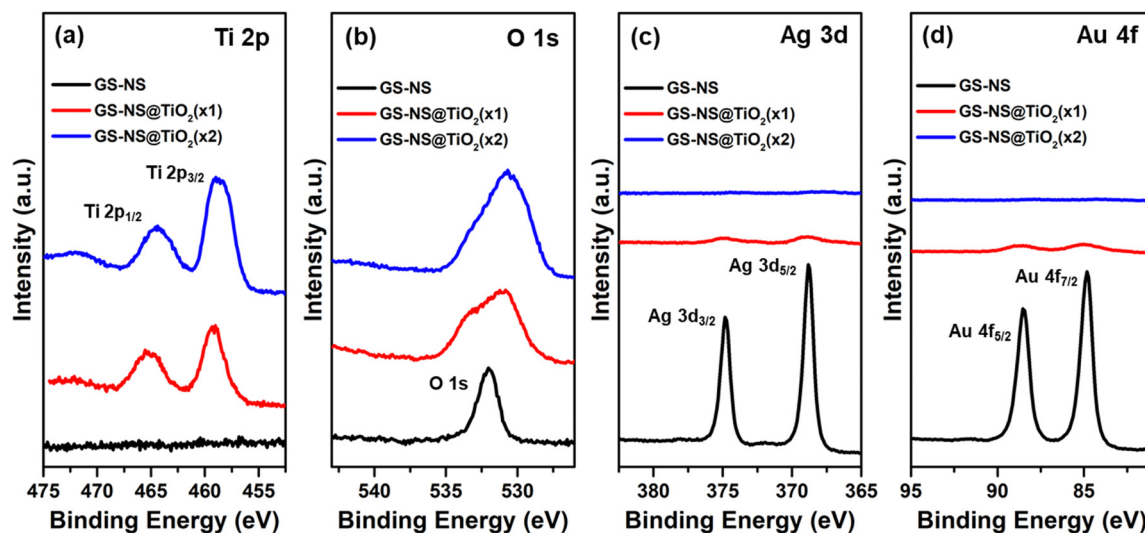 (a) Ti 2p
GS-NS
GS-NS@TiO₂(x1)
GS-NS@TiO₂(x2)
Ti 2p₃/₂
Ti 2p₁/₂
Intensity (a.u.)
475 470 465 460 455
Binding Energy (eV)
(b) O 1s
GS-NS
GS-NS@TiO₂(x1)
GS-NS@TiO₂(x2)
O 1s
Intensity (a.u.)
540 535 530
Binding Energy (eV)
(c) Ag 3d
GS-NS
GS-NS@TiO₂(x1)
GS-NS@TiO₂(x2)
Ag 3d₅/₂
Ag 3d₃/₂
Intensity (a.u.)
380 375 370 365
Binding Energy (eV)
(d) Au 4f
GS-NS
GS-NS@TiO₂(x1)
GS-NS@TiO₂(x2)
Au 4f₇/₂
Au 4f₅/₂
Intensity (a.u.)
95 90 85
Binding Energy (eV)